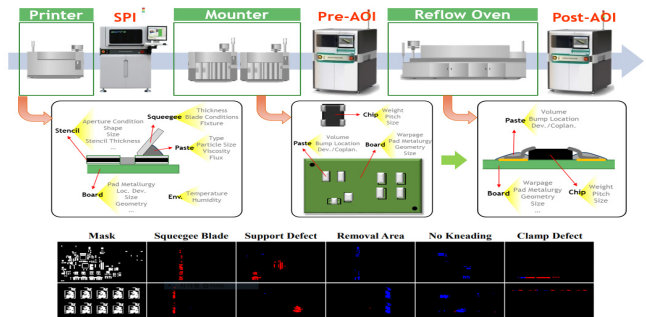 Printer
SPI
Mounter
Pre-AOI
Reflow Oven
Post-AOI
Aperture Condition
Shape
Size
Stencil Thickness
...
Stencil
Squeegee
Thickness
Blade Conditions
Fixture
Paste
Type
Particle Size
Viscosity
Flux
Board
Pad Metallurgy
Loc. Dev.
Size
Geometry
...
Env.
Temperature
Humidity
Chip
Weight
Pitch
Size
Paste
Volume
Bump Location
Dev./Coplan.
Board
Warpage
Pad Metalurgy
Geometry
Size
Volume
Bump Location
Dev./Coplan.
Paste
Board
Warpage
Pad Metallurgy
Geometry
Size
...
Chip
Weight
Pitch
Size
Mask
Squeegee Blade
Support Defect
Removal Area
No Kneading
Clamp Defect